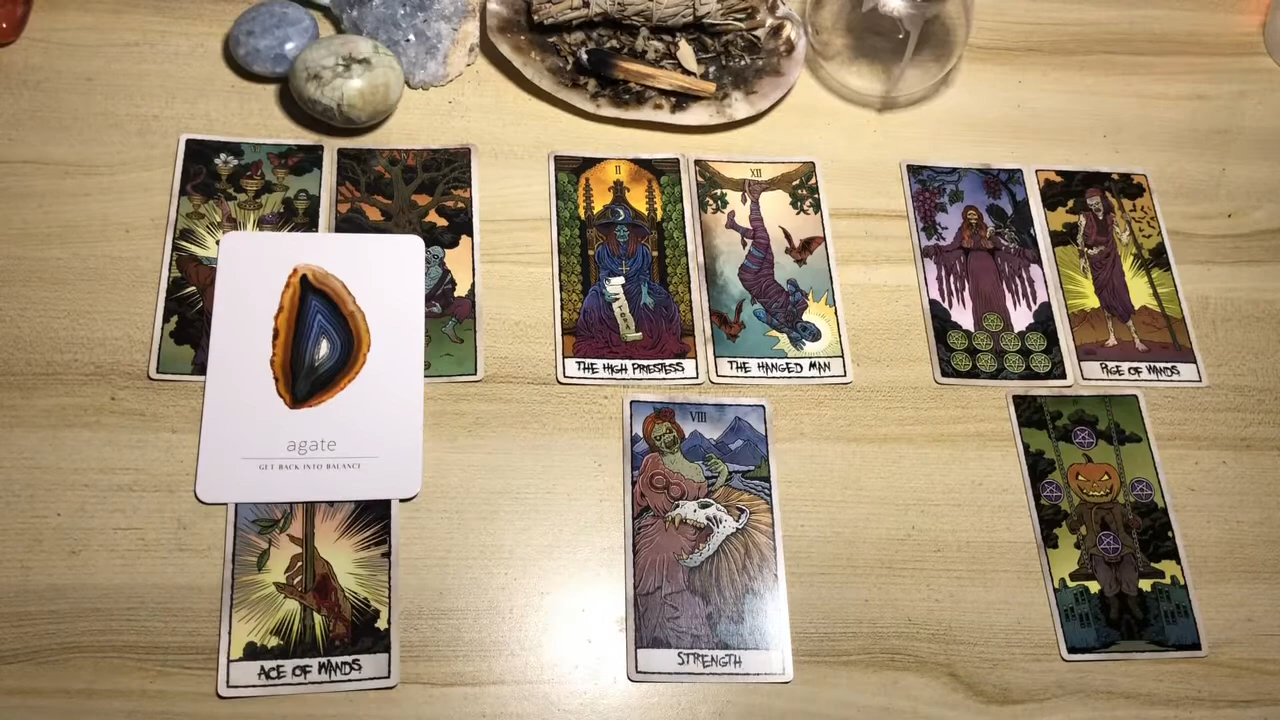 II
THE HIGH PRIESTESS
XII
THE HANGED MAN
PAGE OF WANDS
agate
GET BACK INTO BALANCE
ACE OF WANDS
VIII
STRENGTH